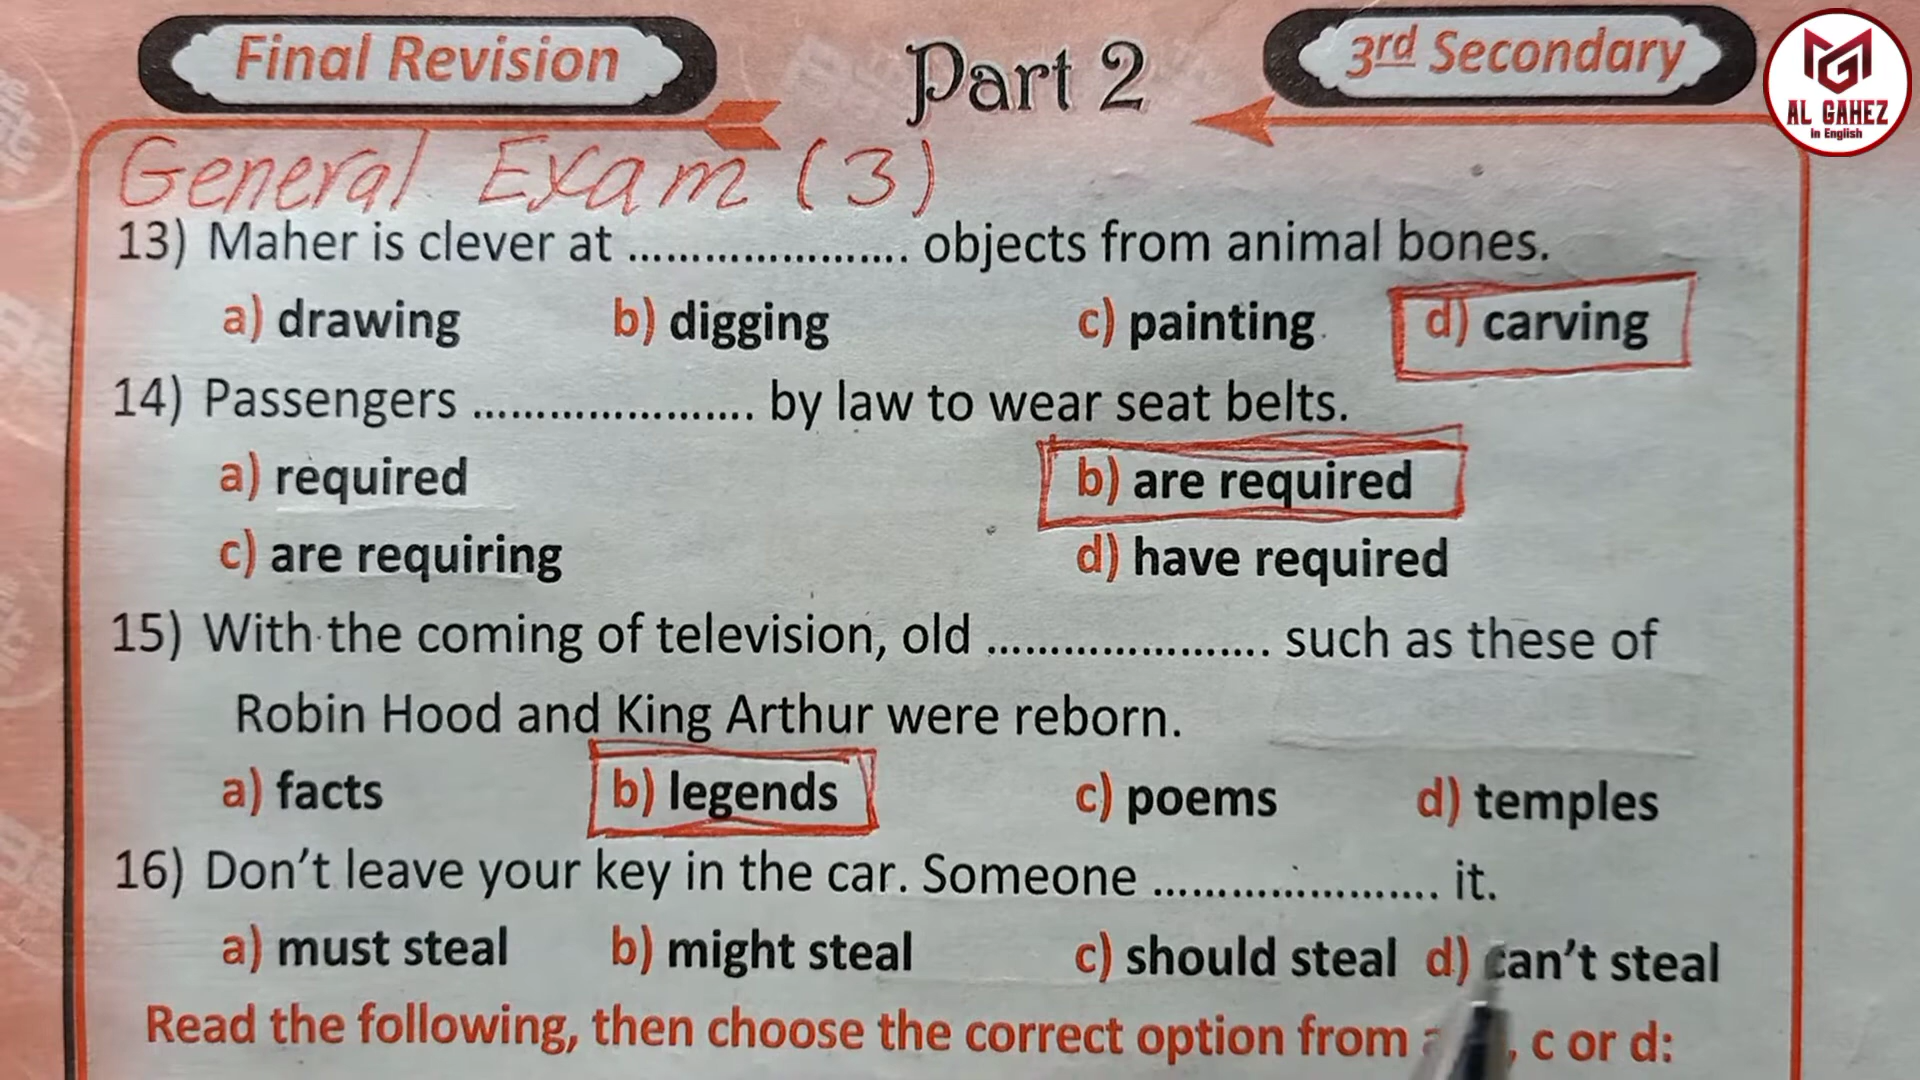 Final Revision
Part 2
3rd Secondary
MG
AL GAHEZ
in English
General Exam (3)
13) Maher is clever at ...................... objects from animal bones.
a) drawing b) digging c) painting d) carving
14) Passengers ...................... by law to wear seat belts.
a) required b) are required
c) are requiring d) have required
15) With the coming of television, old ...................... such as these of
Robin Hood and King Arthur were reborn.
a) facts b) legends c) poems d) temples
16) Don't leave your key in the car. Someone ...................... it.
a) must steal b) might steal c) should steal d) can't steal
Read the following, then choose the correct option from , c or d: